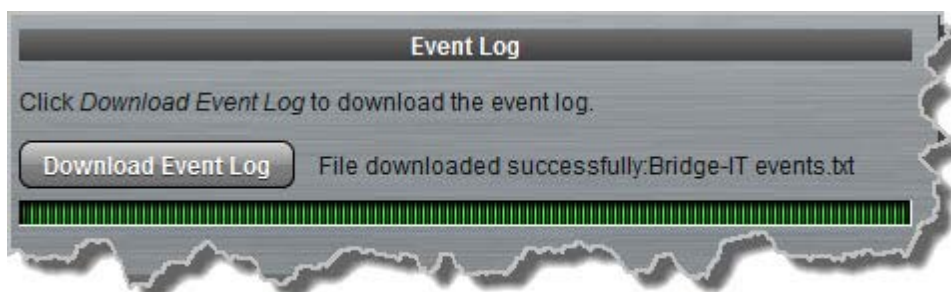 Event Log
Click Download Event Log to download the event log.
Download Event Log File downloaded successfully:Bridge-IT events.txt